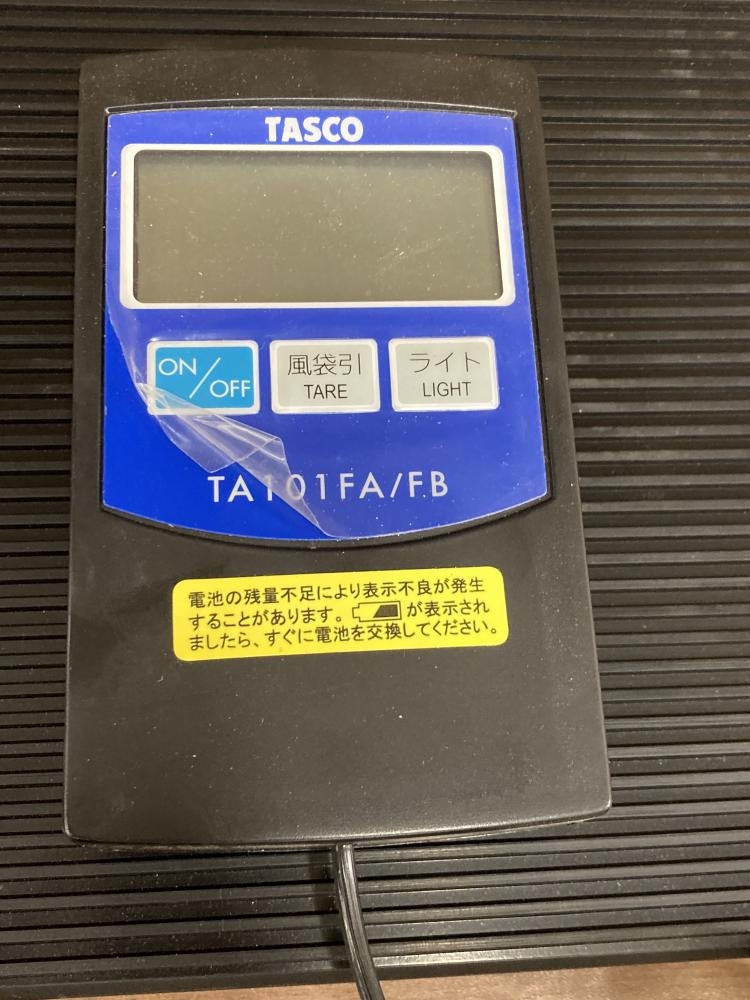 TASCO
ON/OFF
風袋引
TARE
ライト
LIGHT
TA101FA/FB
電池の残量不足により表示不良が発生
することがあります。 が表示され
ましたら、すぐに電池を交換してください。